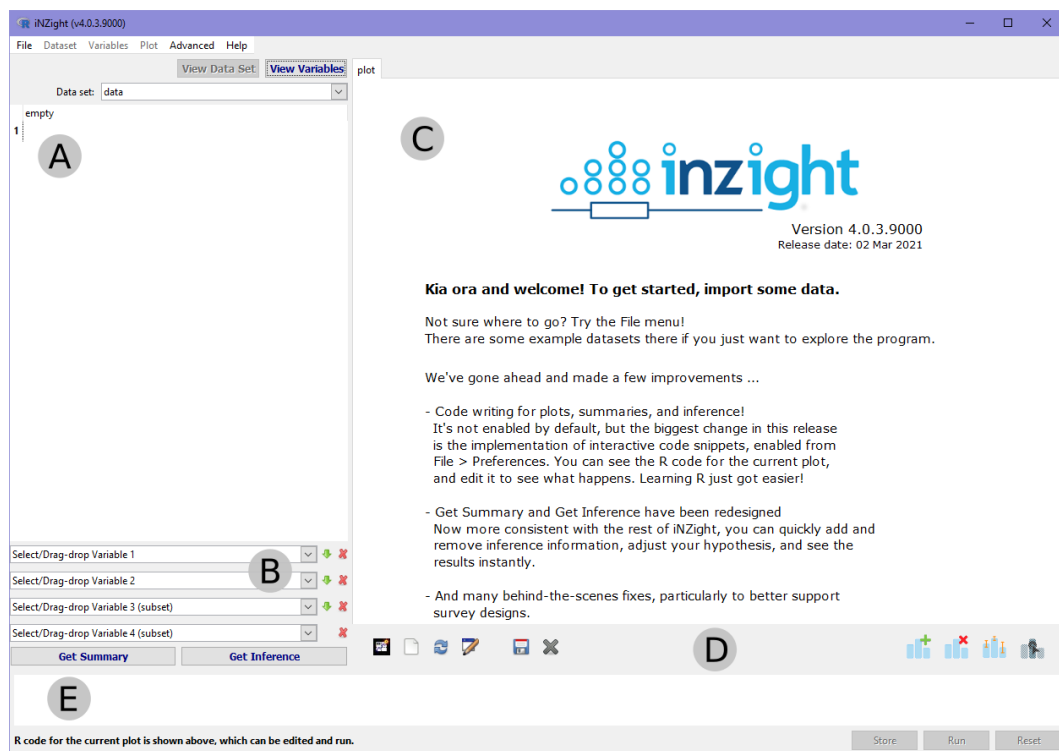 iNZight (v4.0.3.9000)
File Dataset Variables Plot Advanced Help
View Data Set View Variables
plot
Data set: data
empty
1
A
C
inzight
Version 4.0.3.9000
Release date: 02 Mar 2021
Kia ora and welcome! To get started, import some data.
Not sure where to go? Try the File menu!
There are some example datasets there if you just want to explore the program.
We've gone ahead and made a few improvements ...
- Code writing for plots, summaries, and inference!
It's not enabled by default, but the biggest change in this release
is the implementation of interactive code snippets, enabled from
File > Preferences. You can see the R code for the current plot,
and edit it to see what happens. Learning R just got easier!
- Get Summary and Get Inference have been redesigned
Now more consistent with the rest of iNZight, you can quickly add and
remove inference information, adjust your hypothesis, and see the
results instantly.
- And many behind-the-scenes fixes, particularly to better support
survey designs.
Select/Drag-drop Variable 1
B
Select/Drag-drop Variable 2
Select/Drag-drop Variable 3 (subset)
Select/Drag-drop Variable 4 (subset)
Get Summary Get Inference
D
E
R code for the current plot is shown above, which can be edited and run.
Store Run Reset